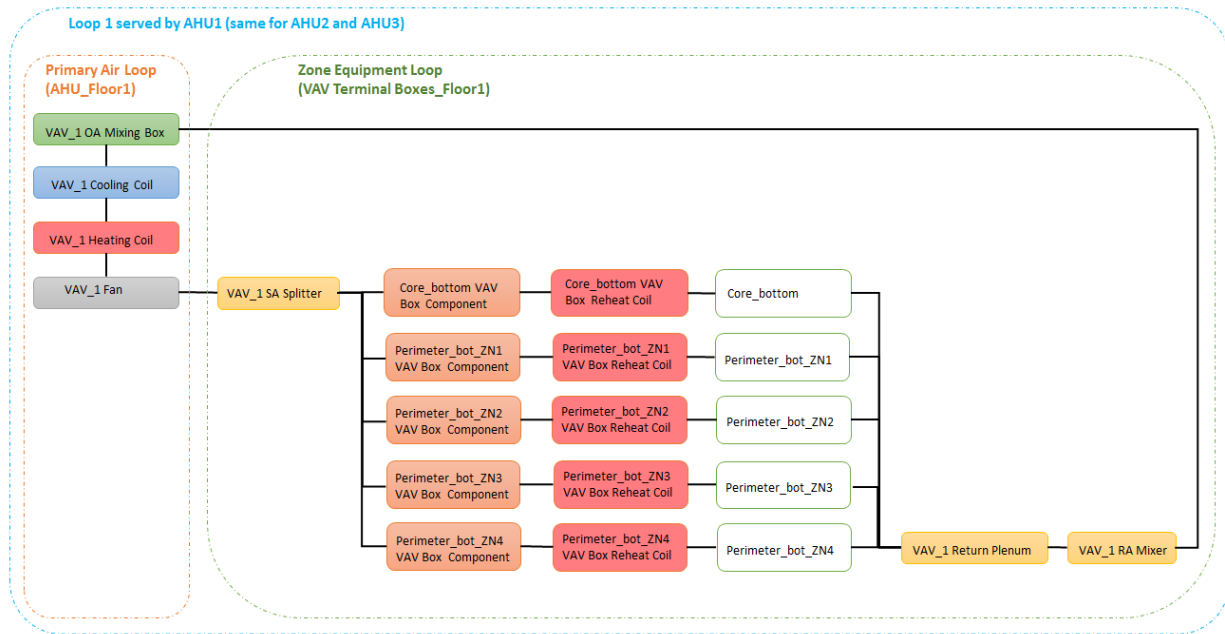 Loop 1 served by AHU1 (same for AHU2 and AHU3)
Primary Air Loop
(AHU_Floor1)
Zone Equipment Loop
(VAV Terminal Boxes_Floor1)
VAV_1 OA Mixing Box
VAV_1 Cooling Coil
VAV_1 Heating Coil
VAV_1 Fan
VAV_1 SA Splitter
Core_bottom VAV
Box Component
Core_bottom VAV
Box Reheat Coil
Core_bottom
Perimeter_bot_ZN1
VAV Box Component
Perimeter_bot_ZN1
VAV Box Reheat Coil
Perimeter_bot_ZN1
Perimeter_bot_ZN2
VAV Box Component
Perimeter_bot_ZN2
VAV Box Reheat Coil
Perimeter_bot_ZN2
Perimeter_bot_ZN3
VAV Box Component
Perimeter_bot_ZN3
VAV Box Reheat Coil
Perimeter_bot_ZN3
Perimeter_bot_ZN4
VAV Box Component
Perimeter_bot_ZN4
VAV Box Reheat Coil
Perimeter_bot_ZN4
VAV_1 Return Plenum
VAV_1 RA Mixer